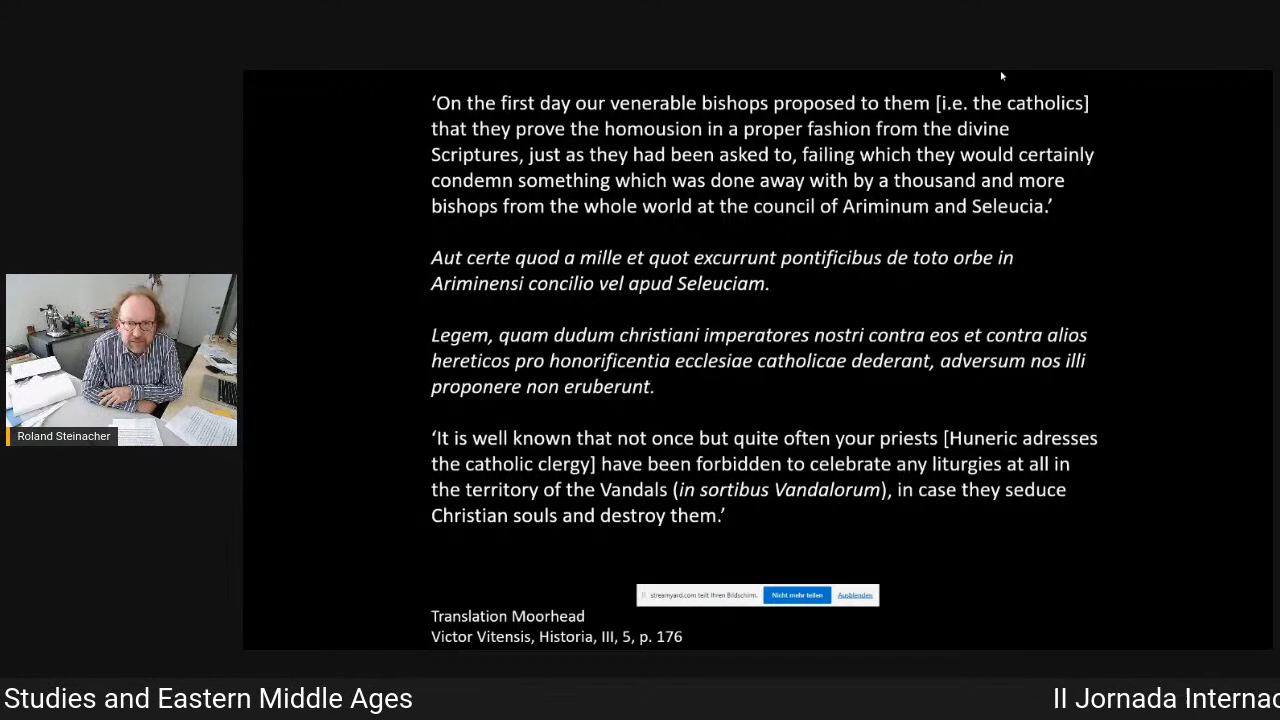 ‘On the first day our venerable bishops proposed to them [i.e. the catholics]
that they prove the homousion in a proper fashion from the divine
Scriptures, just as they had been asked to, failing which they would certainly
condemn something which was done away with by a thousand and more
bishops from the whole world at the council of Ariminum and Seleucia.’
Aut certe quod a mille et quot excurrunt pontificibus de toto orbe in
Ariminensi concilio vel apud Seleuciam.
Legem, quam dudum christiani imperatores nostri contra eos et contra alios
hereticos pro honorificentia ecclesiae catholicae dederant, adversum nos illi
proponere non eruberunt.
‘It is well known that not once but quite often your priests [Huneric adresses
the catholic clergy] have been forbidden to celebrate any liturgies at all in
the territory of the Vandals (in sortibus Vandalorum), in case they seduce
Christian souls and destroy them.’
streamyard.com teilt Ihren Bildschirm. Nicht mehr teilen Ausblenden
Translation Moorhead
Victor Vitensis, Historia, III, 5, p. 176
Roland Steinacher
Studies and Eastern Middle Ages II Jornada Internac